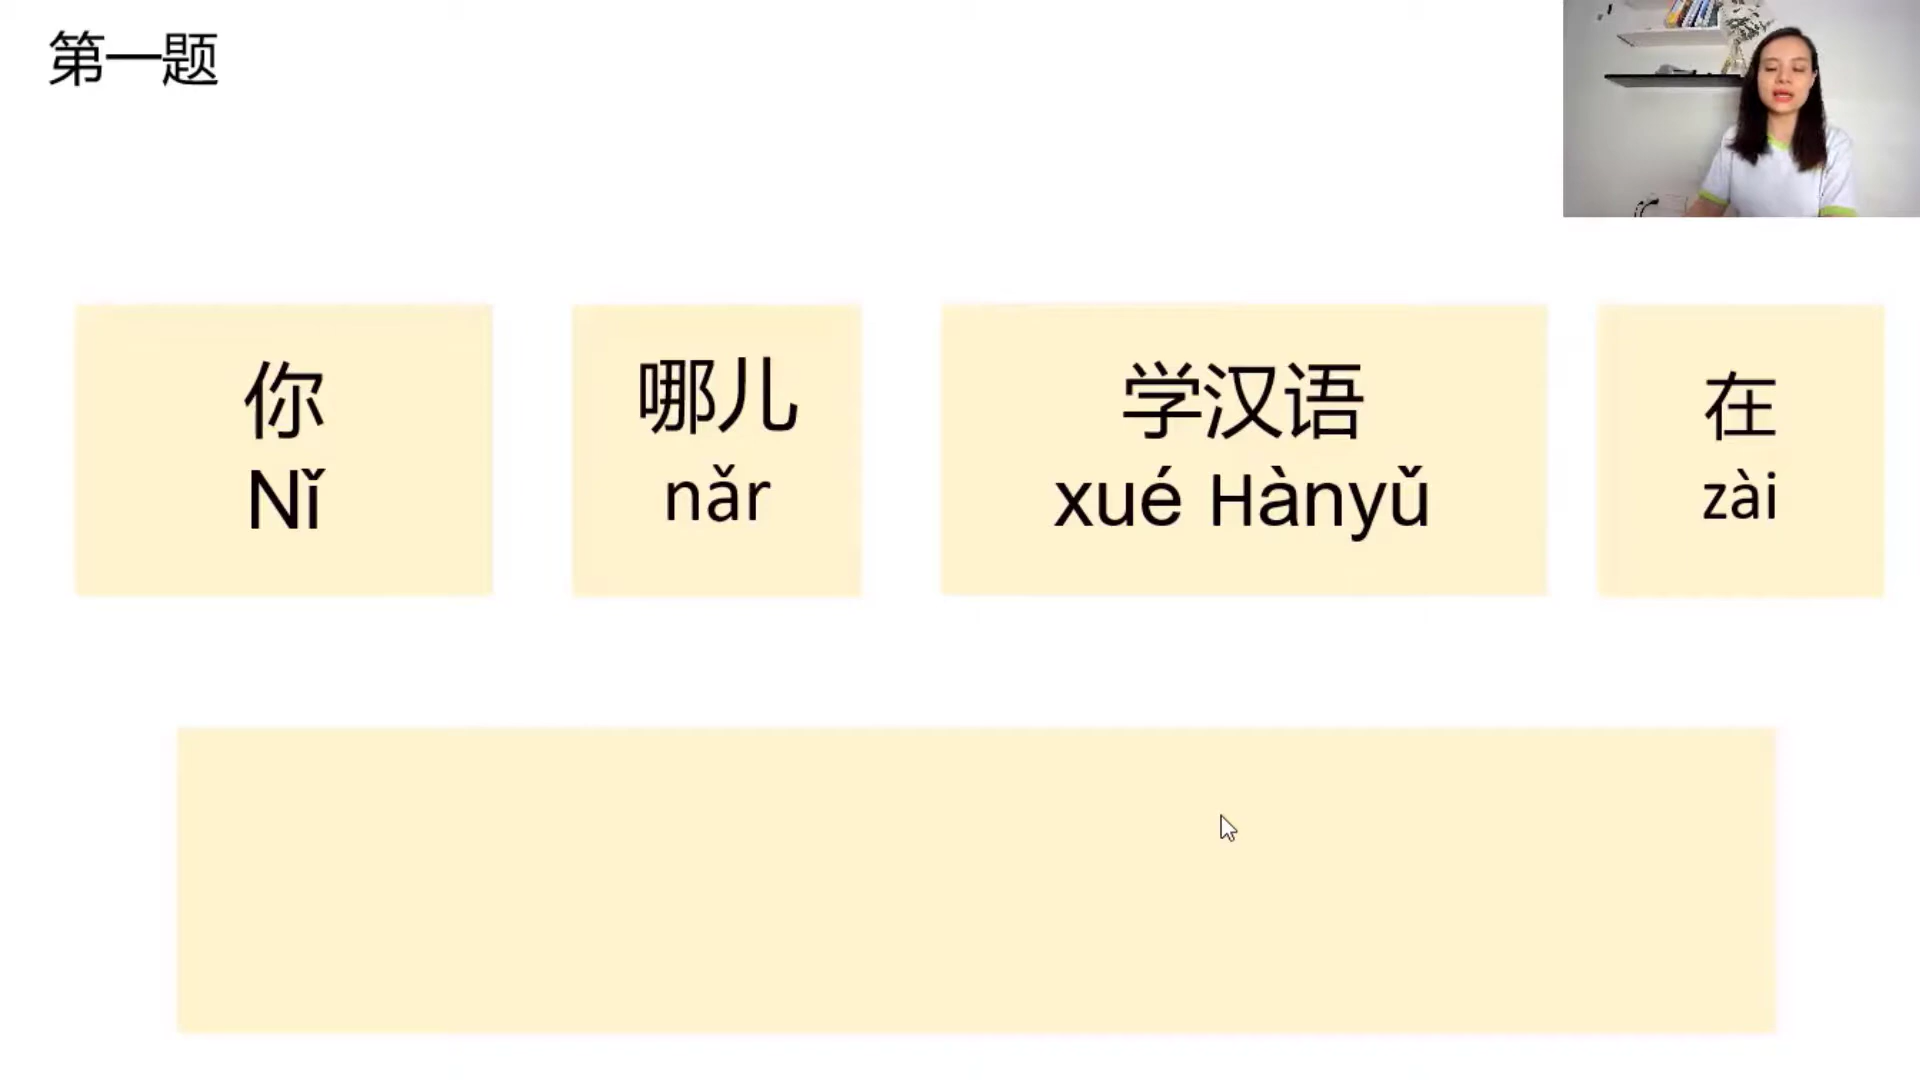 第一题
你
Nǐ
哪儿
nǎr
学汉语
xué Hànyǔ
在
zài